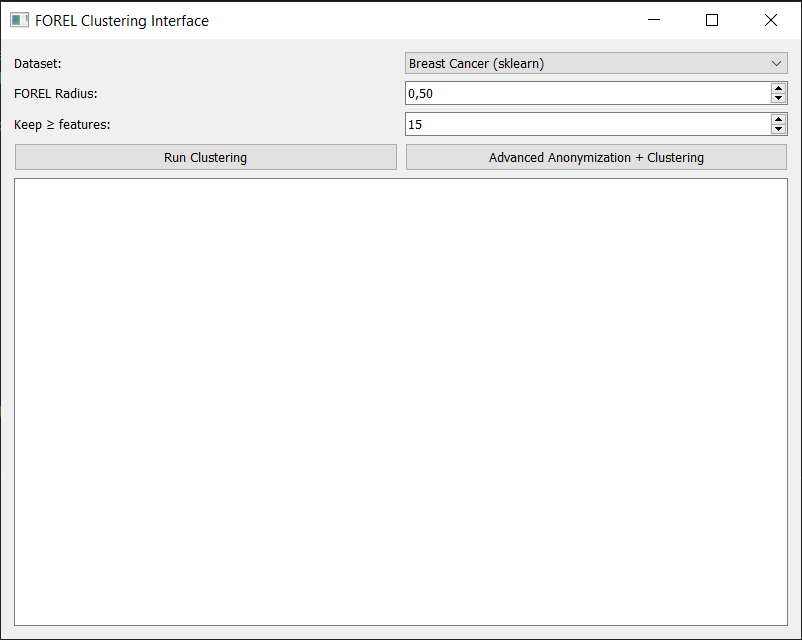 FOREL Clustering Interface
Dataset: Breast Cancer (sklearn)
FOREL Radius: 0,50
Keep ≥ features: 15
Run Clustering Advanced Anonymization + Clustering